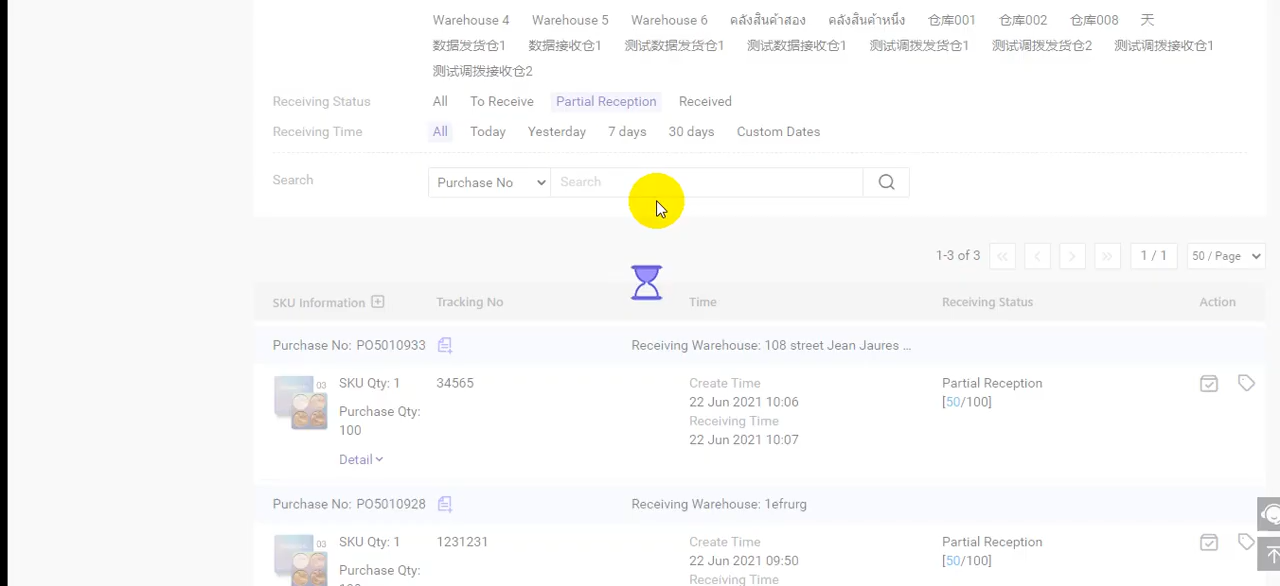 Warehouse 4 Warehouse 5 Warehouse 6 คลังสินค้าสอง คลังสินค้าหนึ่ง 仓库001 仓库002 仓库008 天
数据发货仓1 数据接收仓1 测试数据发货仓1 测试数据接收仓1 测试调拨发货仓1 测试调拨发货仓2 测试调拨接收仓1
测试调拨接收仓2
Receiving Status All To Receive Partial Reception Received
Receiving Time All Today Yesterday 7 days 30 days Custom Dates
Search Purchase No Search
1-3 of 3 1 / 1 50 / Page
SKU Information Tracking No Time Receiving Status Action
Purchase No: PO5010933 Receiving Warehouse: 108 street Jean Jaures ...
03 SKU Qty: 1 34565 Create Time Partial Reception
22 Jun 2021 10:06 [50/100]
Purchase Qty: Receiving Time
100 22 Jun 2021 10:07
Detail
Purchase No: PO5010928 Receiving Warehouse: 1efrurg
03 SKU Qty: 1 1231231 Create Time Partial Reception
22 Jun 2021 09:50 [50/100]
Purchase Qty: Receiving Time